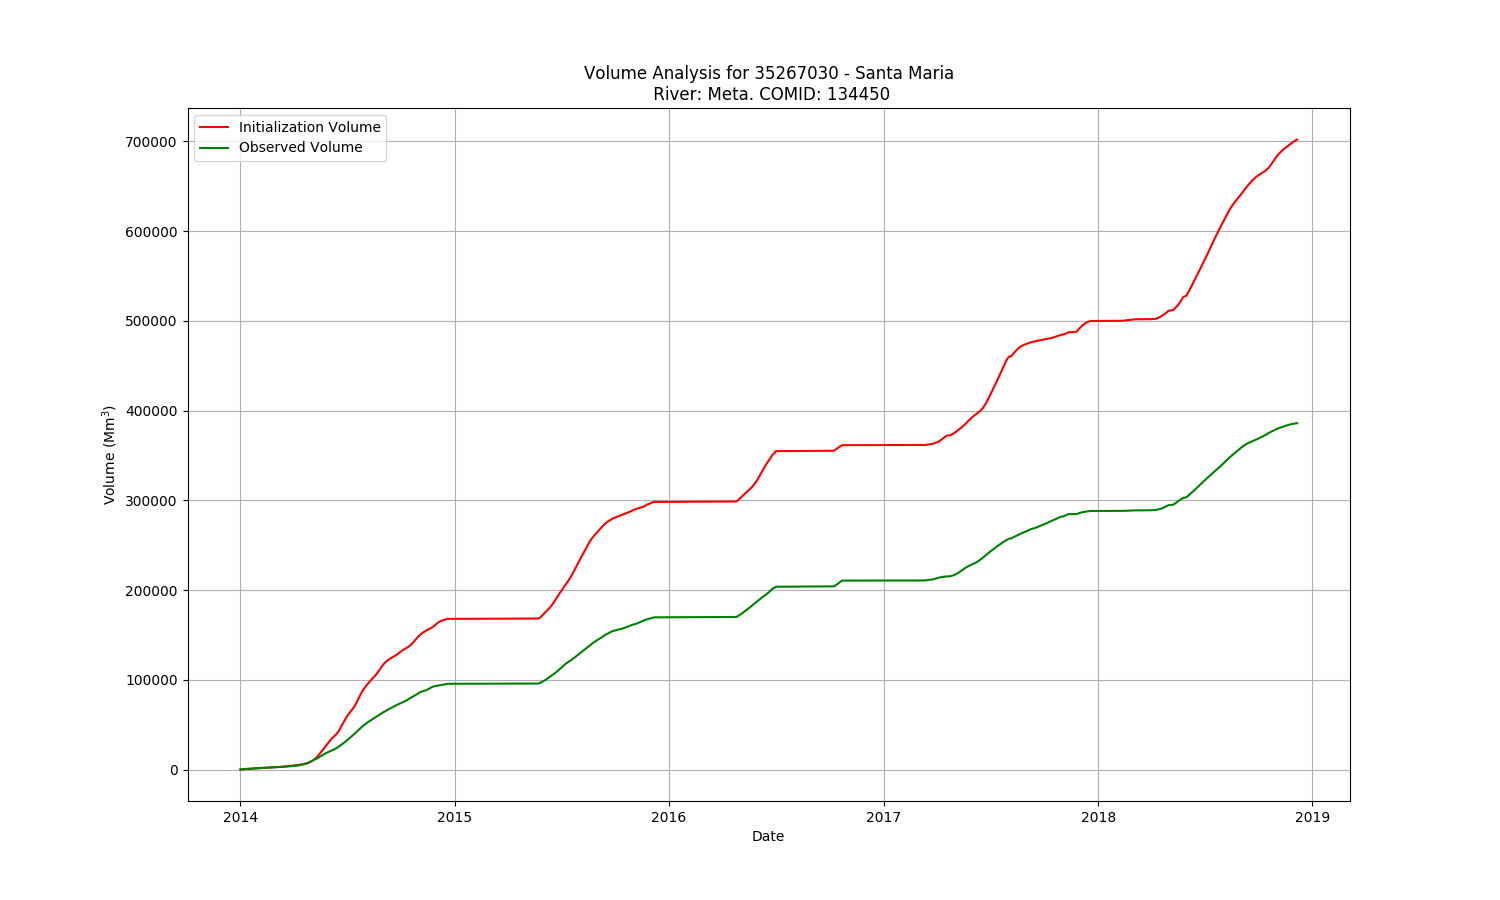 Volume Analysis for 35267030 - Santa Maria
River: Meta. COMID: 134450
Initialization Volume
Observed Volume
700000
600000
500000
400000
300000
200000
100000
0
Volume (Mm³)
2014 2015 2016 2017 2018 2019
Date